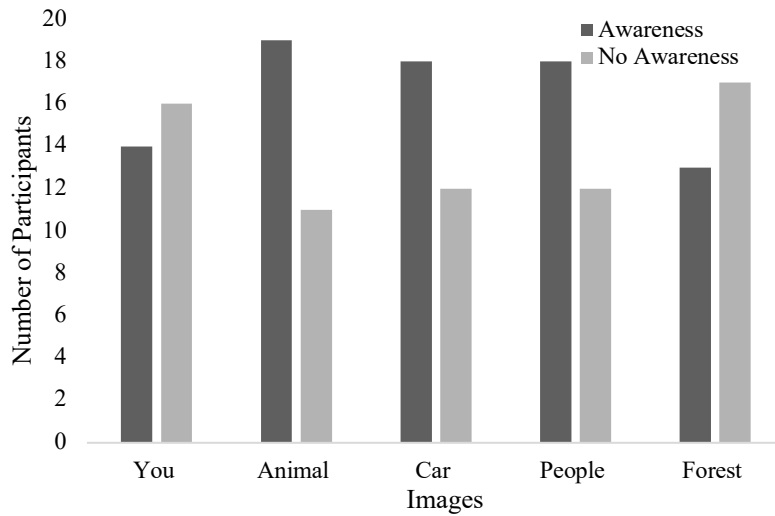 20
18
16
14
12
10
8
6
4
2
0
Number of Participants
Awareness
No Awareness
You Animal Car People Forest
Images